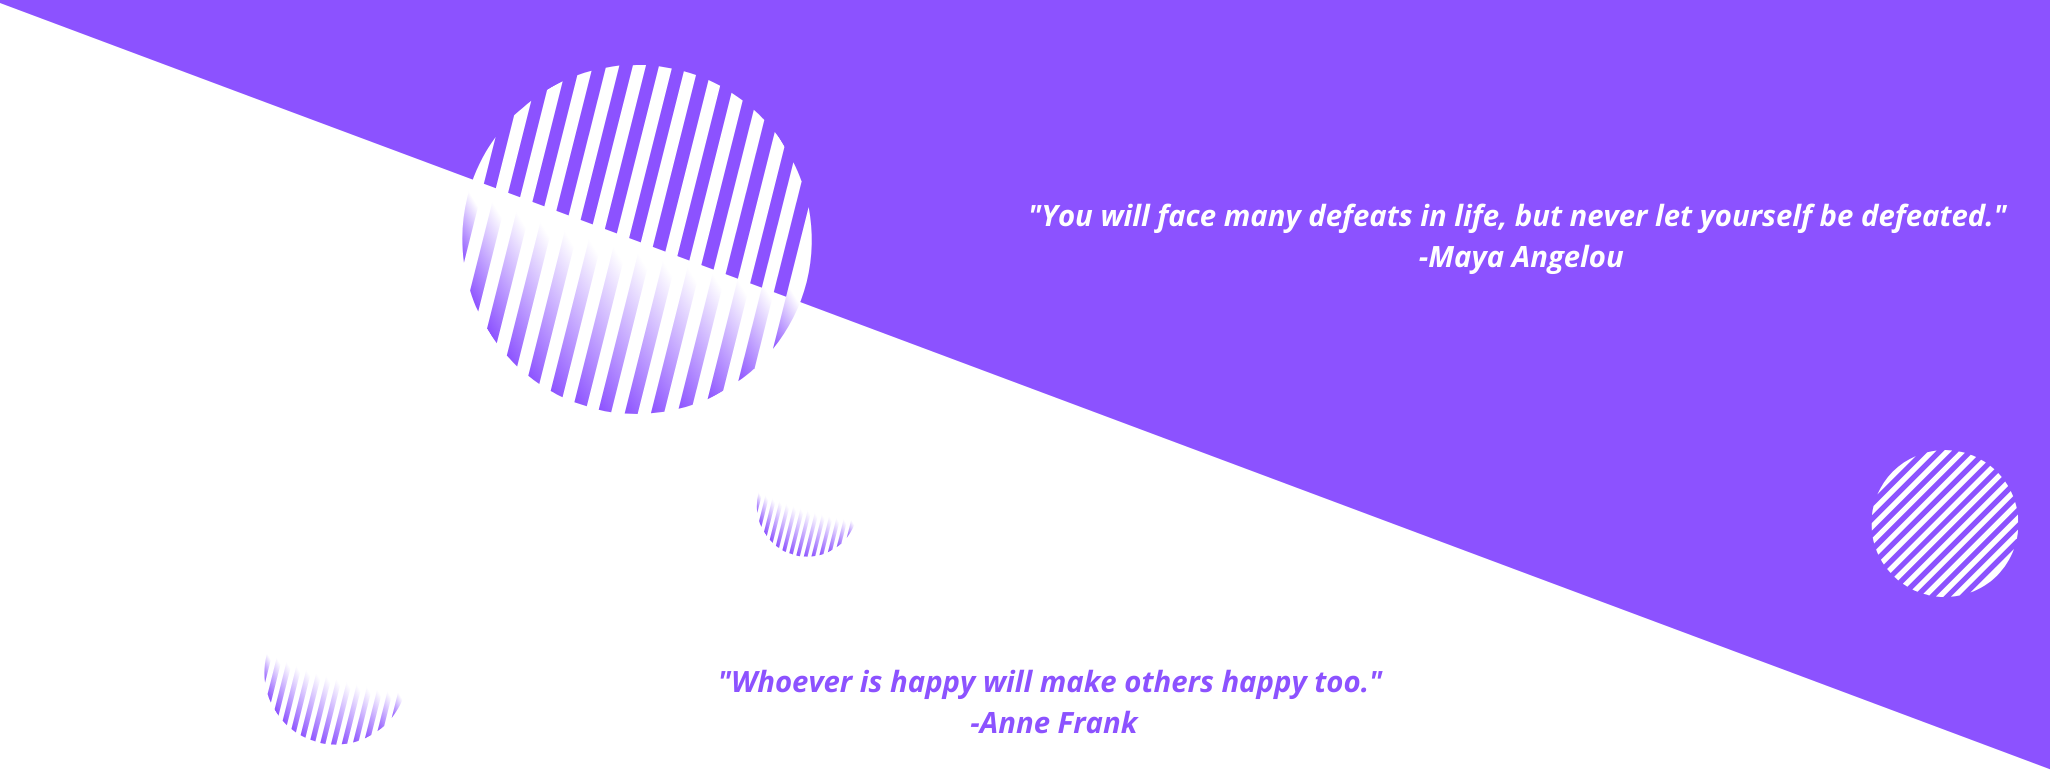 "You will face many defeats in life, but never let yourself be defeated."
-Maya Angelou
"Whoever is happy will make others happy too."
-Anne Frank